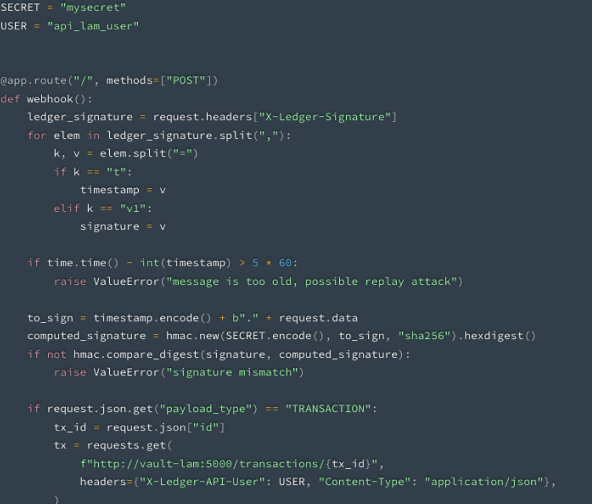 SECRET = "mysecret"
USER = "api_lam_user"
@app.route("/", methods=["POST"])
def webhook():
    ledger_signature = request.headers["X-Ledger-Signature"]
    for elem in ledger_signature.split(","):
        k, v = elem.split("=")
        if k == "t":
            timestamp = v
        elif k == "v1":
            signature = v
    if time.time() - int(timestamp) > 5 * 60:
        raise ValueError("message is too old, possible replay attack")
    to_sign = timestamp.encode() + b"." + request.data
    computed_signature = hmac.new(SECRET.encode(), to_sign, "sha256").hexdigest()
    if not hmac.compare_digest(signature, computed_signature):
        raise ValueError("signature mismatch")
    if request.json.get("payload_type") == "TRANSACTION":
        tx_id = request.json["id"]
        tx = requests.get(
            f"http://vault-lam:5000/transactions/{tx_id}",
            headers={"X-Ledger-API-User": USER, "Content-Type": "application/json"},
        )